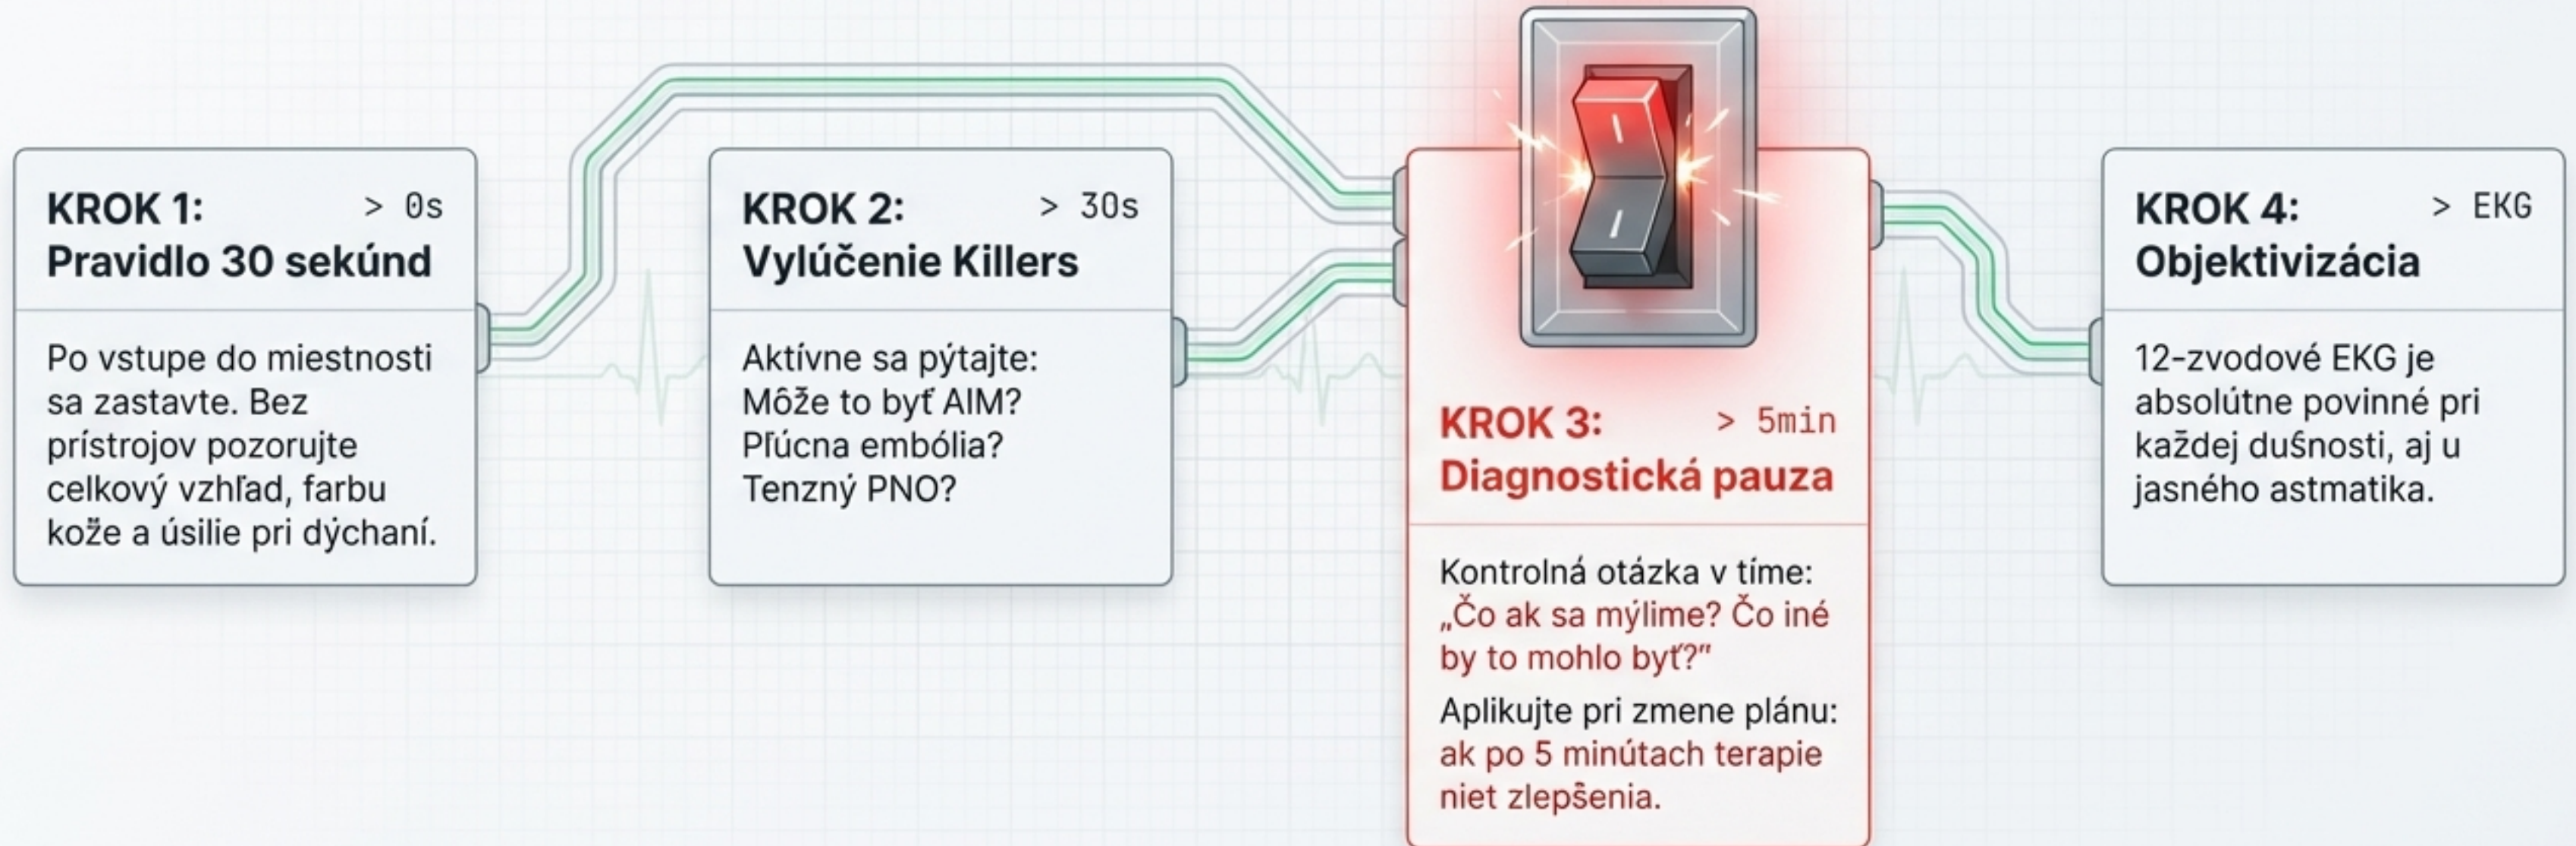 KROK 1: > 0s
Pravidlo 30 sekúnd
Po vstupe do miestnosti
sa zastavte. Bez
prístrojov pozorujte
celkový vzhľad, farbu
kože a úsilie pri dýchaní.
KROK 2: > 30s
Vylúčenie Killers
Aktívne sa pýtajte:
Môže to byť AIM?
Pľúcna embólia?
Tenzný PNO?
KROK 3: > 5min
Diagnostická pauza
Kontrolná otázka v tíme:
„Čo ak sa mýlime? Čo iné
by to mohlo byť?"
Aplikujte pri zmene plánu:
ak po 5 minútach terapie
niet zlepšenia.
KROK 4: > EKG
Objektivizácia
12-zvodové EKG je
absolútne povinné pri
každej dušnosti, aj u
jasného astmatika.